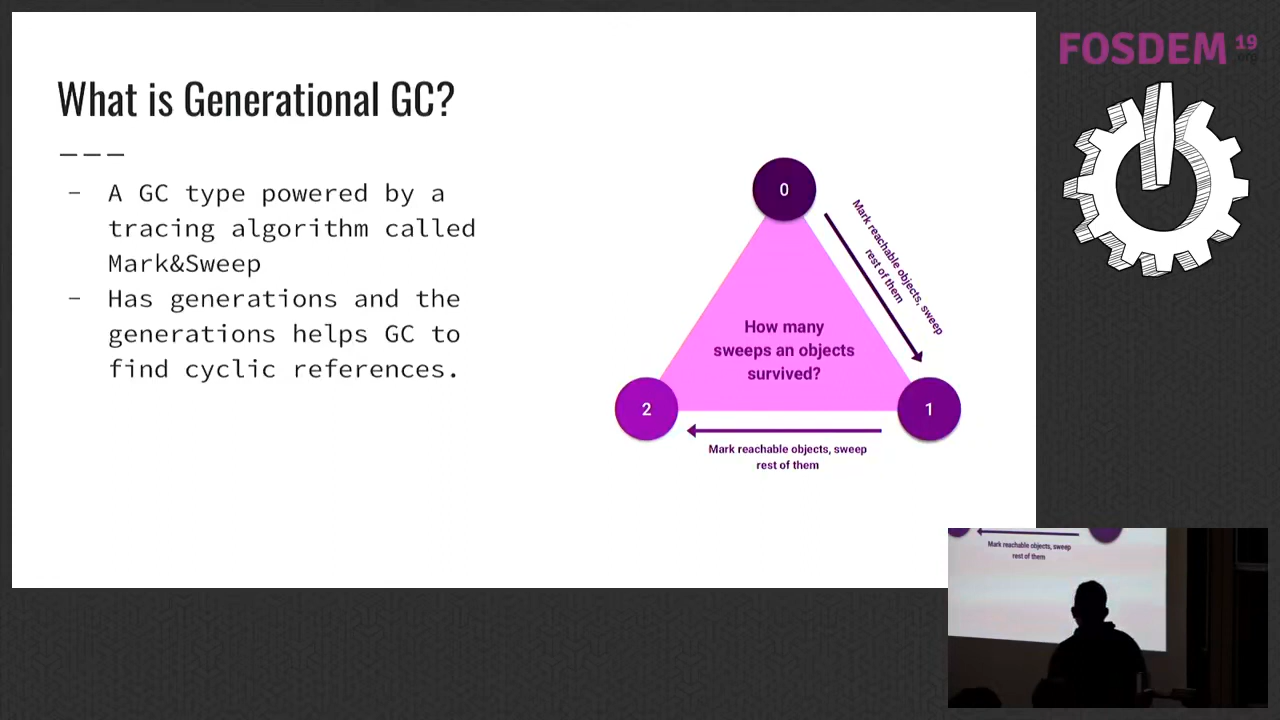 What is Generational GC?
– A GC type powered by a
tracing algorithm called
Mark&Sweep
– Has generations and the
generations helps GC to
find cyclic references.
0
Mark reachable objects, sweep
rest of them
How many
sweeps an objects
survived?
2
1
Mark reachable objects, sweep
rest of them
FOSDEM 19
.org
Mark reachable objects, sweep
rest of them